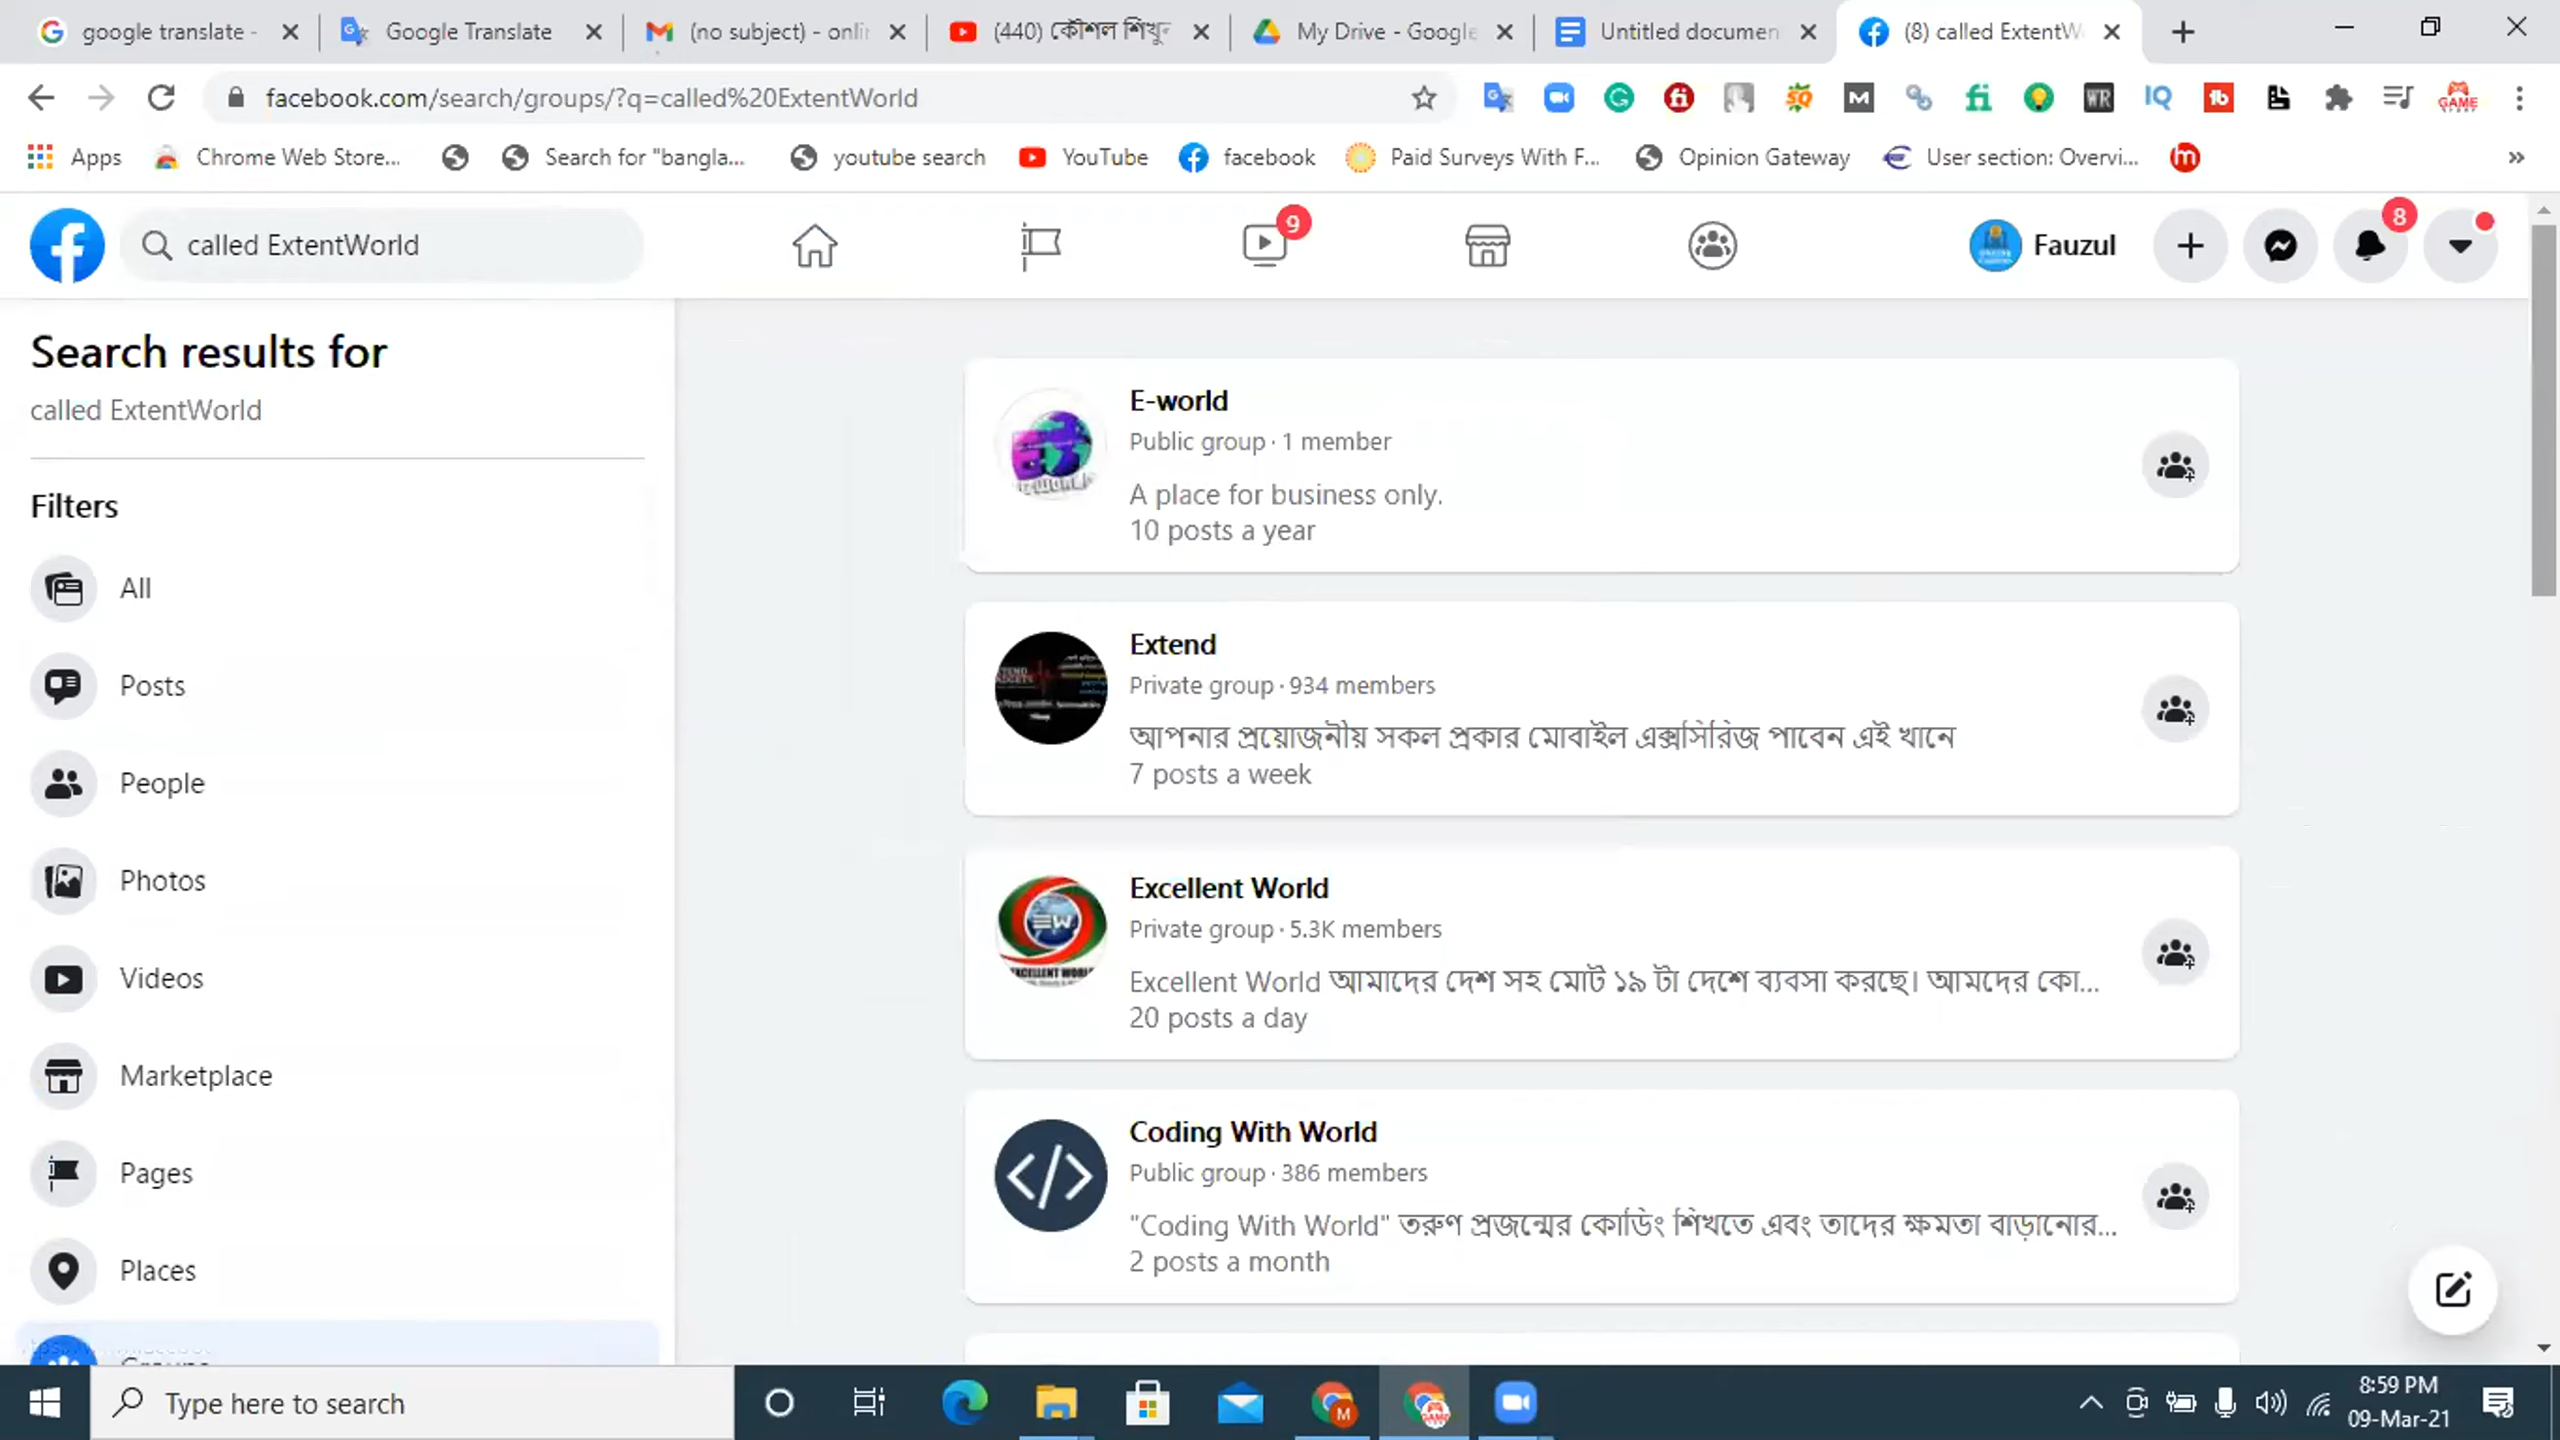 google translate -
Google Translate
(no subject) - onlin
(440) কৌশল শিখুন
My Drive - Google
Untitled documen
(8) called ExtentW
facebook.com/search/groups/?q=called%20ExtentWorld
Apps
Chrome Web Store...
Search for "bangla...
youtube search
YouTube
facebook
Paid Surveys With F...
Opinion Gateway
User section: Overvi...
»
called ExtentWorld
9
Fauzul
8
Search results for
called ExtentWorld
Filters
All
Posts
People
Photos
Videos
Marketplace
Pages
Places
Groups
E-world
Public group · 1 member
A place for business only.
10 posts a year
Extend
Private group · 934 members
আপনার প্রয়োজনীয় সকল প্রকার মোবাইল এক্সসিরিজ পাবেন এই খানে
7 posts a week
Excellent World
Private group · 5.3K members
Excellent World আমাদের দেশ সহ মোট ১৯ টা দেশে ব্যবসা করছে। আমদের কো...
20 posts a day
Coding With World
Public group · 386 members
"Coding With World" তরুণ প্রজন্মের কোডিং শিখতে এবং তাদের ক্ষমতা বাড়ানোর...
2 posts a month
Type here to search
8:59 PM
09-Mar-21